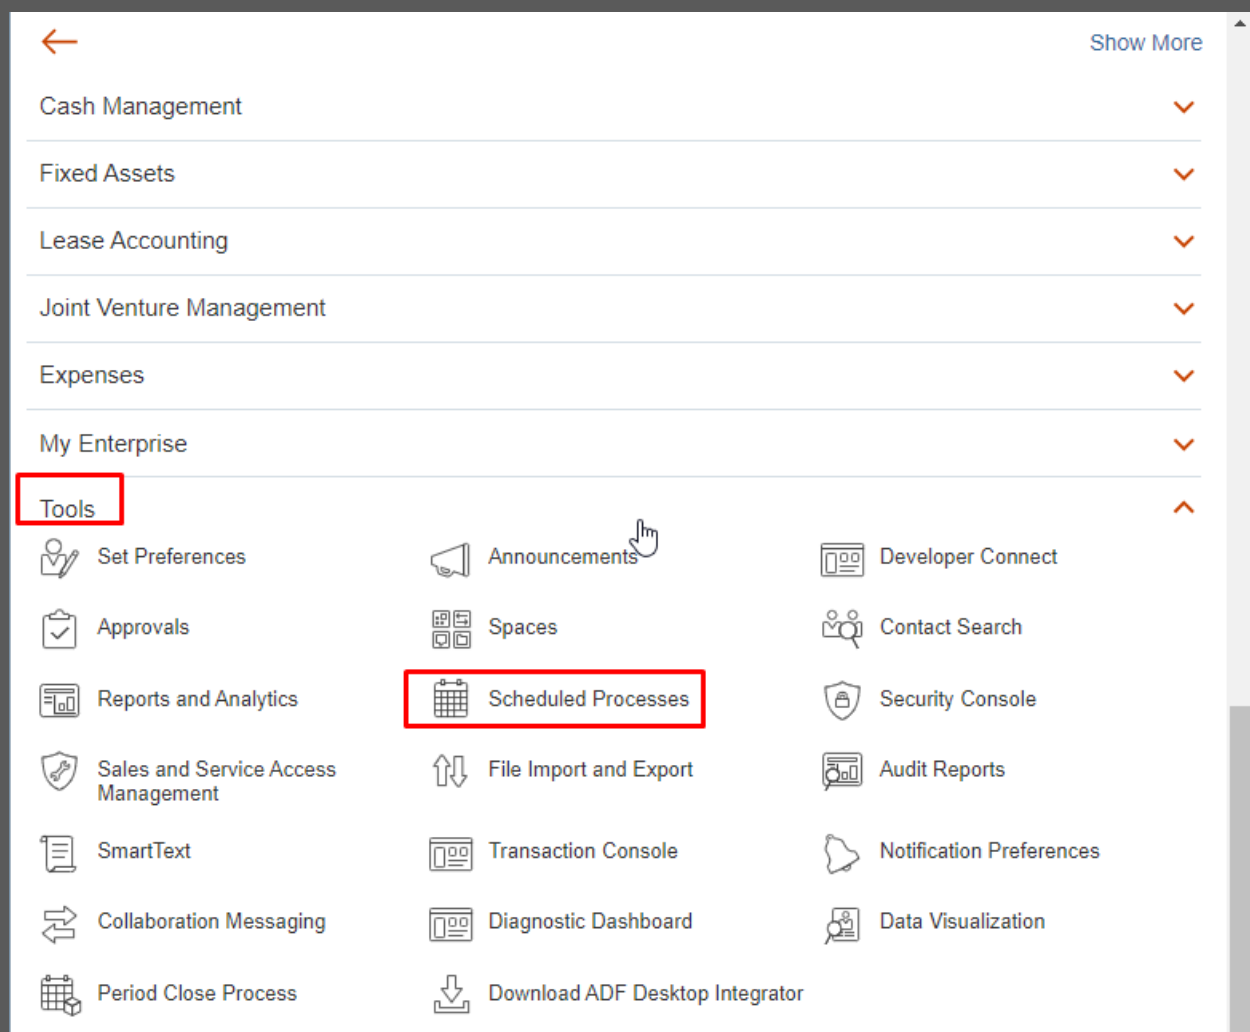 Show More
Cash Management
Fixed Assets
Lease Accounting
Joint Venture Management
Expenses
My Enterprise
Tools
Set Preferences
Announcements
Developer Connect
Approvals
Spaces
Contact Search
Reports and Analytics
Scheduled Processes
Security Console
Sales and Service Access
Management
File Import and Export
Audit Reports
SmartText
Transaction Console
Notification Preferences
Collaboration Messaging
Diagnostic Dashboard
Data Visualization
Period Close Process
Download ADF Desktop Integrator